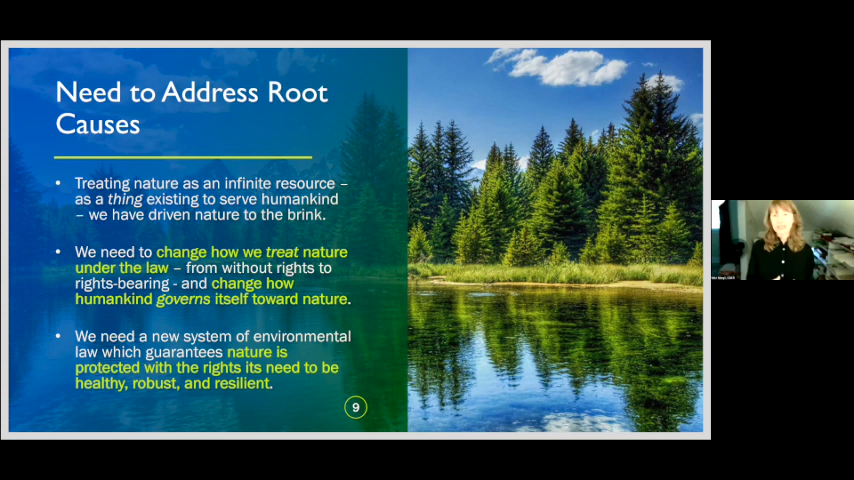 Need to Address Root
Causes
• Treating nature as an infinite resource –
as a thing existing to serve humankind
– we have driven nature to the brink.
• We need to change how we treat nature
under the law – from without rights to
rights-bearing - and change how
humankind governs itself toward nature.
• We need a new system of environmental
law which guarantees nature is
protected with the rights its need to be
healthy, robust, and resilient.
9